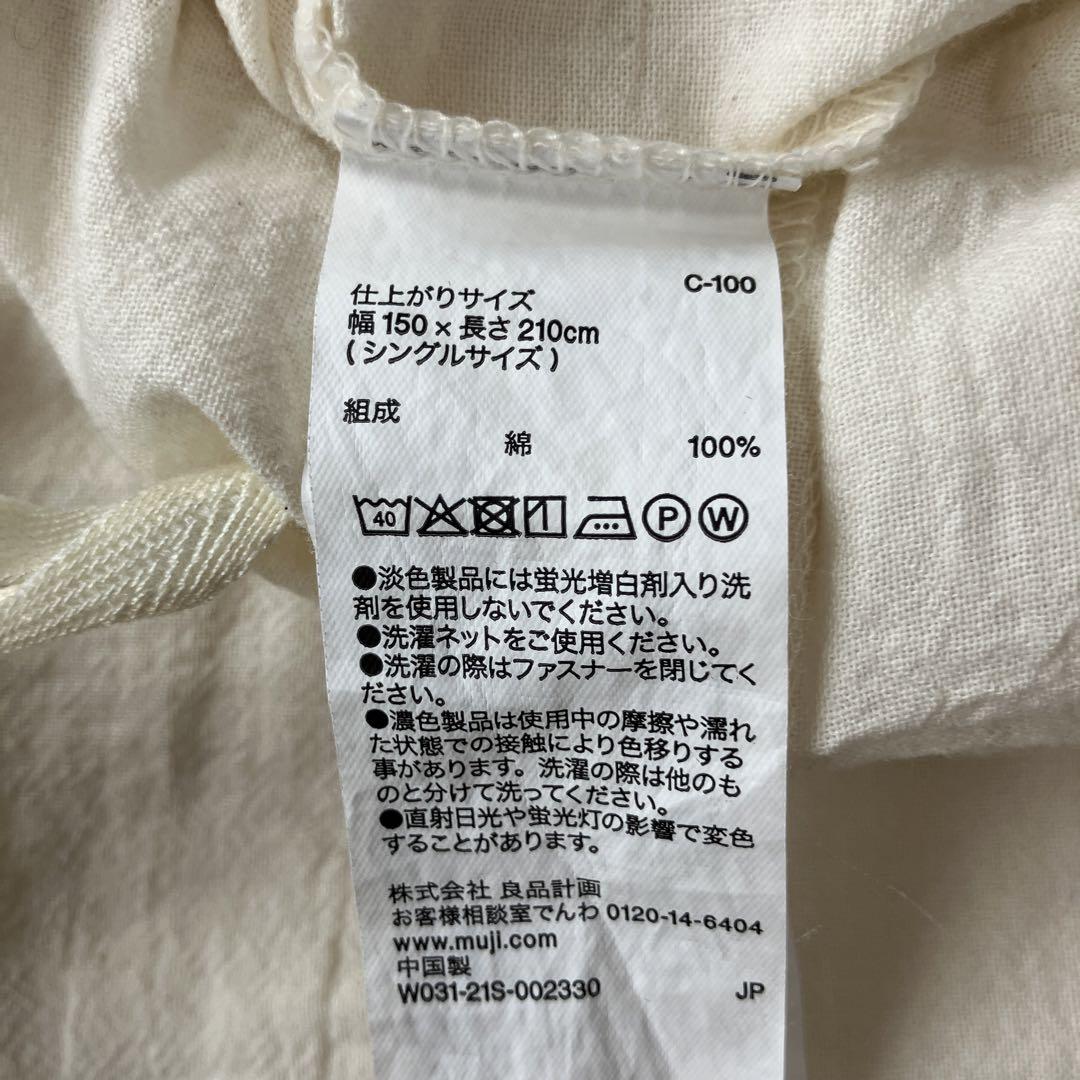 C-100
仕上がりサイズ
幅 150 × 長さ 210cm
( シングルサイズ )
組成
綿 100%
40 P W
●淡色製品には蛍光増白剤入り洗
剤を使用しないでください。
●洗濯ネットをご使用ください。
●洗濯の際はファスナーを閉じてく
ださい。
●濃色製品は使用中の摩擦や濡れ
た状態での接触により色移りする
事があります。洗濯の際は他のも
のと分けて洗ってください。
●直射日光や蛍光灯の影響で変色
することがあります。
株式会社 良品計画
お客様相談室でんわ 0120-14-6404
www.muji.com
中国製
W031-21S-002330 JP